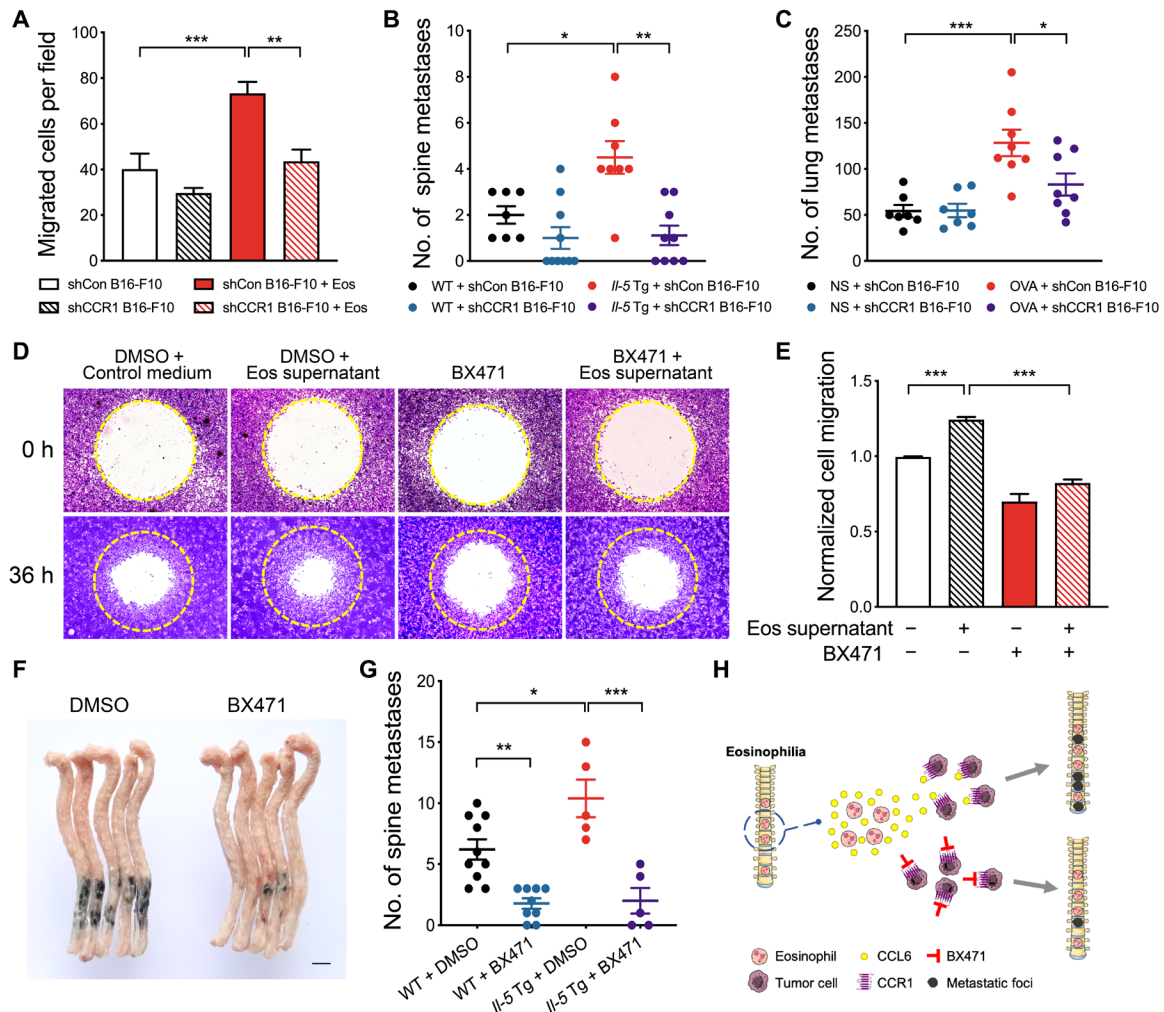 A
Migrated cells per field
100
80
60
40
20
0
***
**
shCon B16-F10
shCon B16-F10 + Eos
shCCR1 B16-F10
shCCR1 B16-F10 + Eos
B
No. of spine metastases
10
8
6
4
2
0
*
**
WT + shCon B16-F10
Il-5 Tg + shCon B16-F10
WT + shCCR1 B16-F10
Il-5 Tg + shCCR1 B16-F10
C
No. of lung metastases
250
200
150
100
50
0
***
*
NS + shCon B16-F10
OVA + shCon B16-F10
NS + shCCR1 B16-F10
OVA + shCCR1 B16-F10
D
DMSO +
Control medium
DMSO +
Eos supernatant
BX471
BX471 +
Eos supernatant
0 h
36 h
E
Normalized cell migration
1.5
1.0
0.5
0.0
***
***
Eos supernatant − + − +
BX471 − − + +
F
DMSO
BX471
G
No. of spine metastases
20
15
10
5
0
*
***
**
WT + DMSO
WT + BX471
Il-5 Tg + DMSO
Il-5 Tg + BX471
H
Eosinophilia
Eosinophil
CCL6
BX471
Tumor cell
CCR1
Metastatic foci